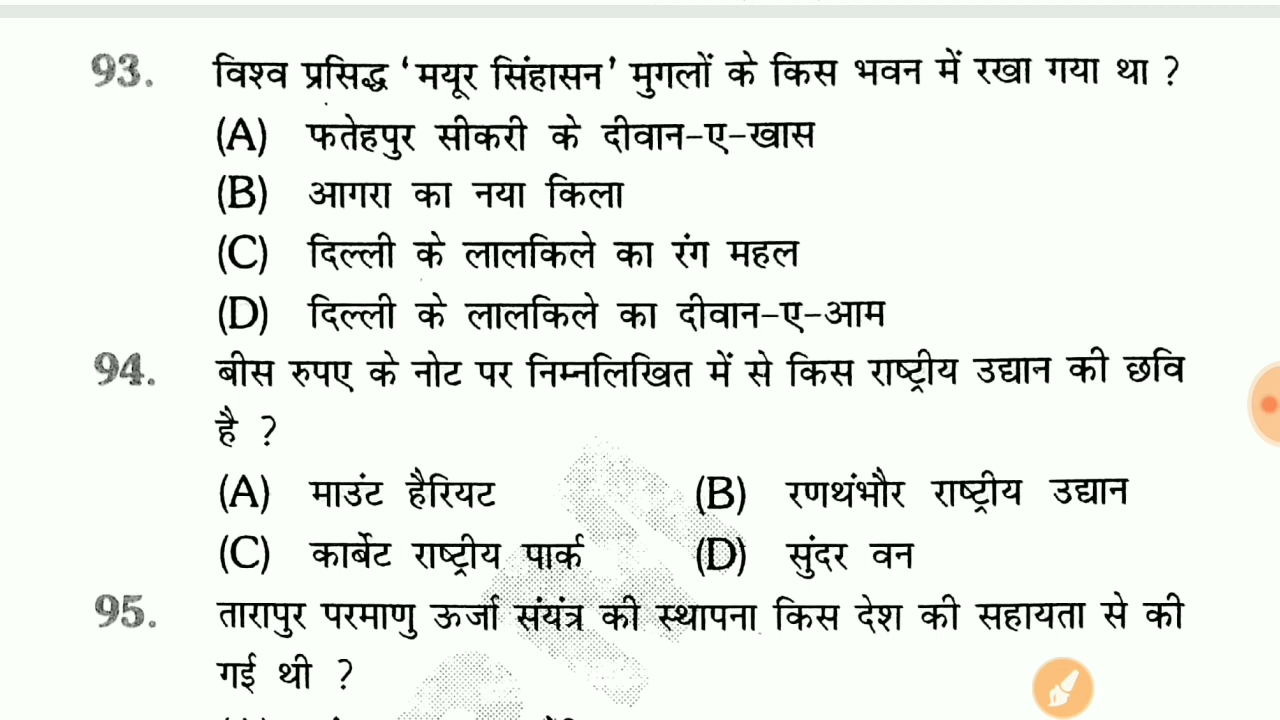 93. विश्व प्रसिद्ध ‘मयूर सिंहासन’ मुगलों के किस भवन में रखा गया था ?
(A) फतेहपुर सीकरी के दीवान-ए-खास
(B) आगरा का नया किला
(C) दिल्ली के लालकिले का रंग महल
(D) दिल्ली के लालकिले का दीवान-ए-आम
94. बीस रुपए के नोट पर निम्नलिखित में से किस राष्ट्रीय उद्यान की छवि
है ?
(A) माउंट हैरियट (B) रणथंभौर राष्ट्रीय उद्यान
(C) कार्बेट राष्ट्रीय पार्क (D) सुंदर वन
95. तारापुर परमाणु ऊर्जा संयंत्र की स्थापना किस देश की सहायता से की
गई थी ?